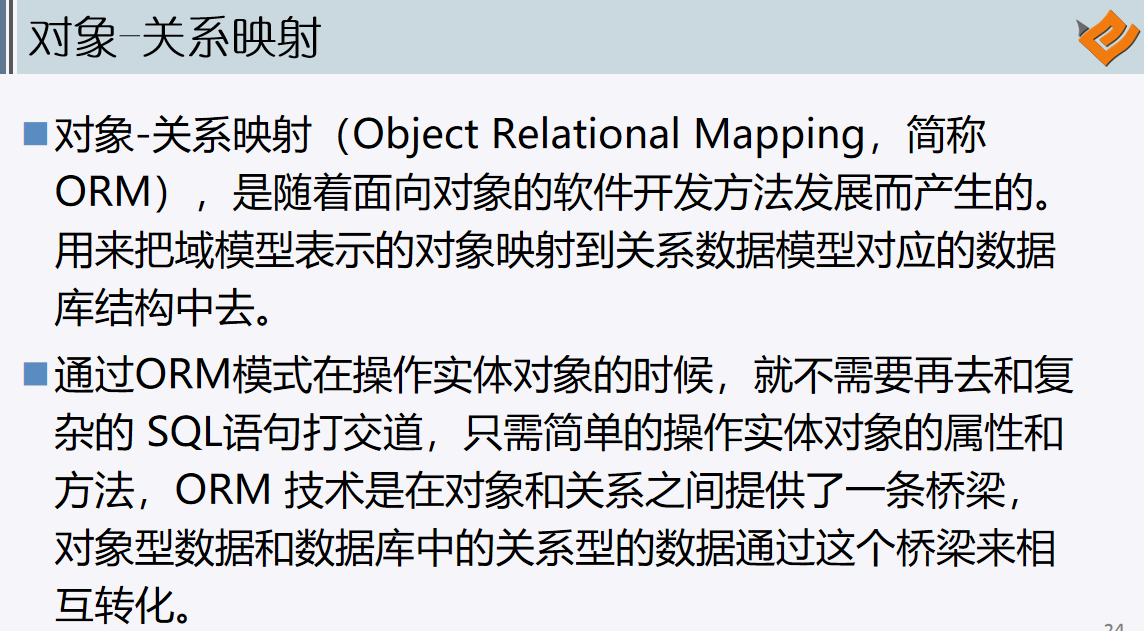 对象-关系映射
对象-关系映射（Object Relational Mapping，简称
ORM），是随着面向对象的软件开发方法发展而产生的。
用来把域模型表示的对象映射到关系数据模型对应的数据
库结构中去。
通过ORM模式在操作实体对象的时候，就不需要再去和复
杂的 SQL语句打交道，只需简单的操作实体对象的属性和
方法，ORM 技术是在对象和关系之间提供了一条桥梁，
对象型数据和数据库中的关系型的数据通过这个桥梁来相
互转化。
24